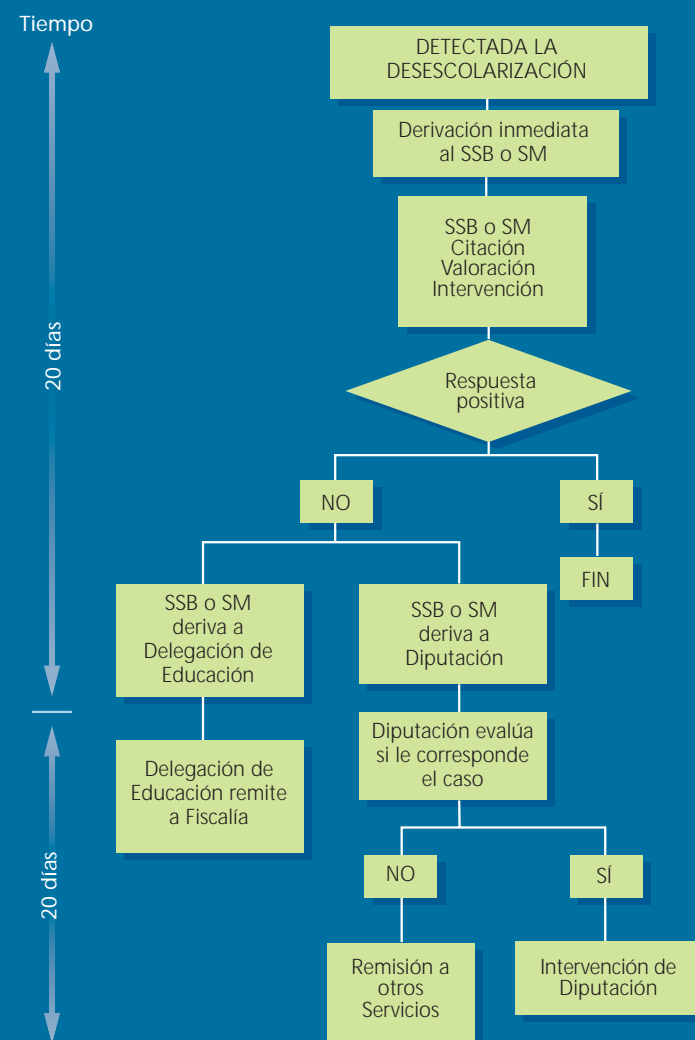 Tiempo
DETECTADA LA
DESESCOLARIZACIÓN
Derivación inmediata
al SSB o SM
SSB o SM
Citación
Valoración
Intervención
20 días
Respuesta
positiva
NO
SÍ
FIN
SSB o SM
deriva a
Delegación de
Educación
SSB o SM
deriva a
Diputación
Delegación de
Educación remite
a Fiscalía
Diputación evalúa
si le corresponde
el caso
20 días
NO
SÍ
Remisión a
otros
Servicios
Intervención de
Diputación